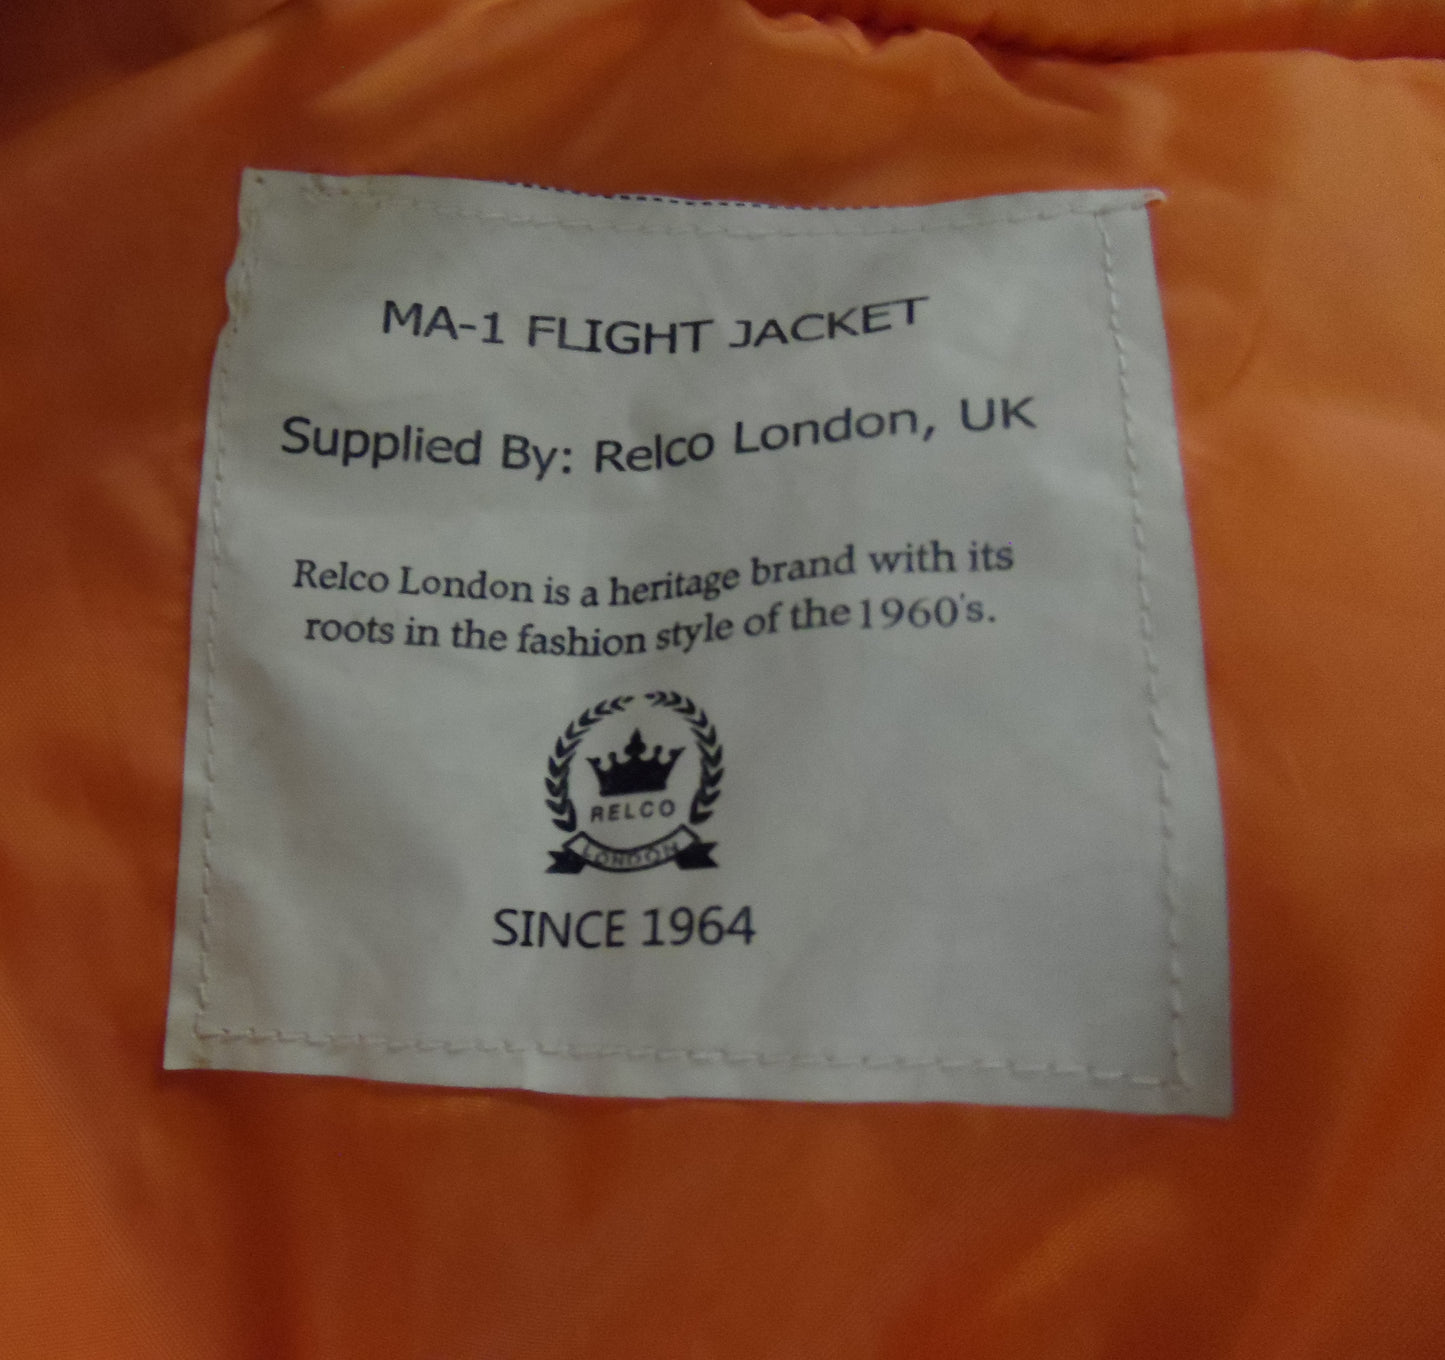 MA-1 FLIGHT JACKET
Supplied By: Relco London, UK
Relco London is a heritage brand with its
roots in the fashion style of the 1960's.
RELCO
LONDON
SINCE 1964